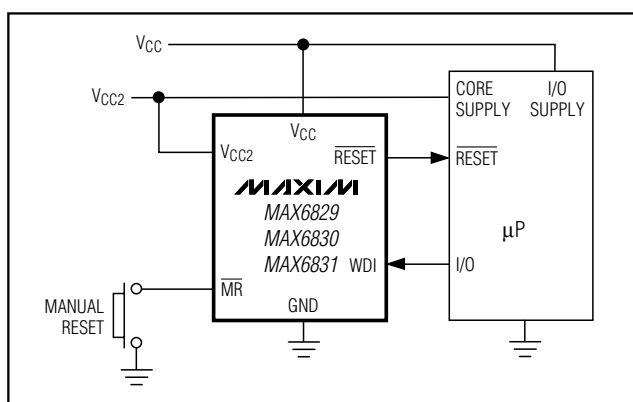 VCC
VCC2
VCC
VCC2
RESET
MAXIM
MAX6829
MAX6830
MAX6831
WDI
MR
GND
MANUAL
RESET
CORE
SUPPLY
I/O
SUPPLY
RESET
µP
I/O